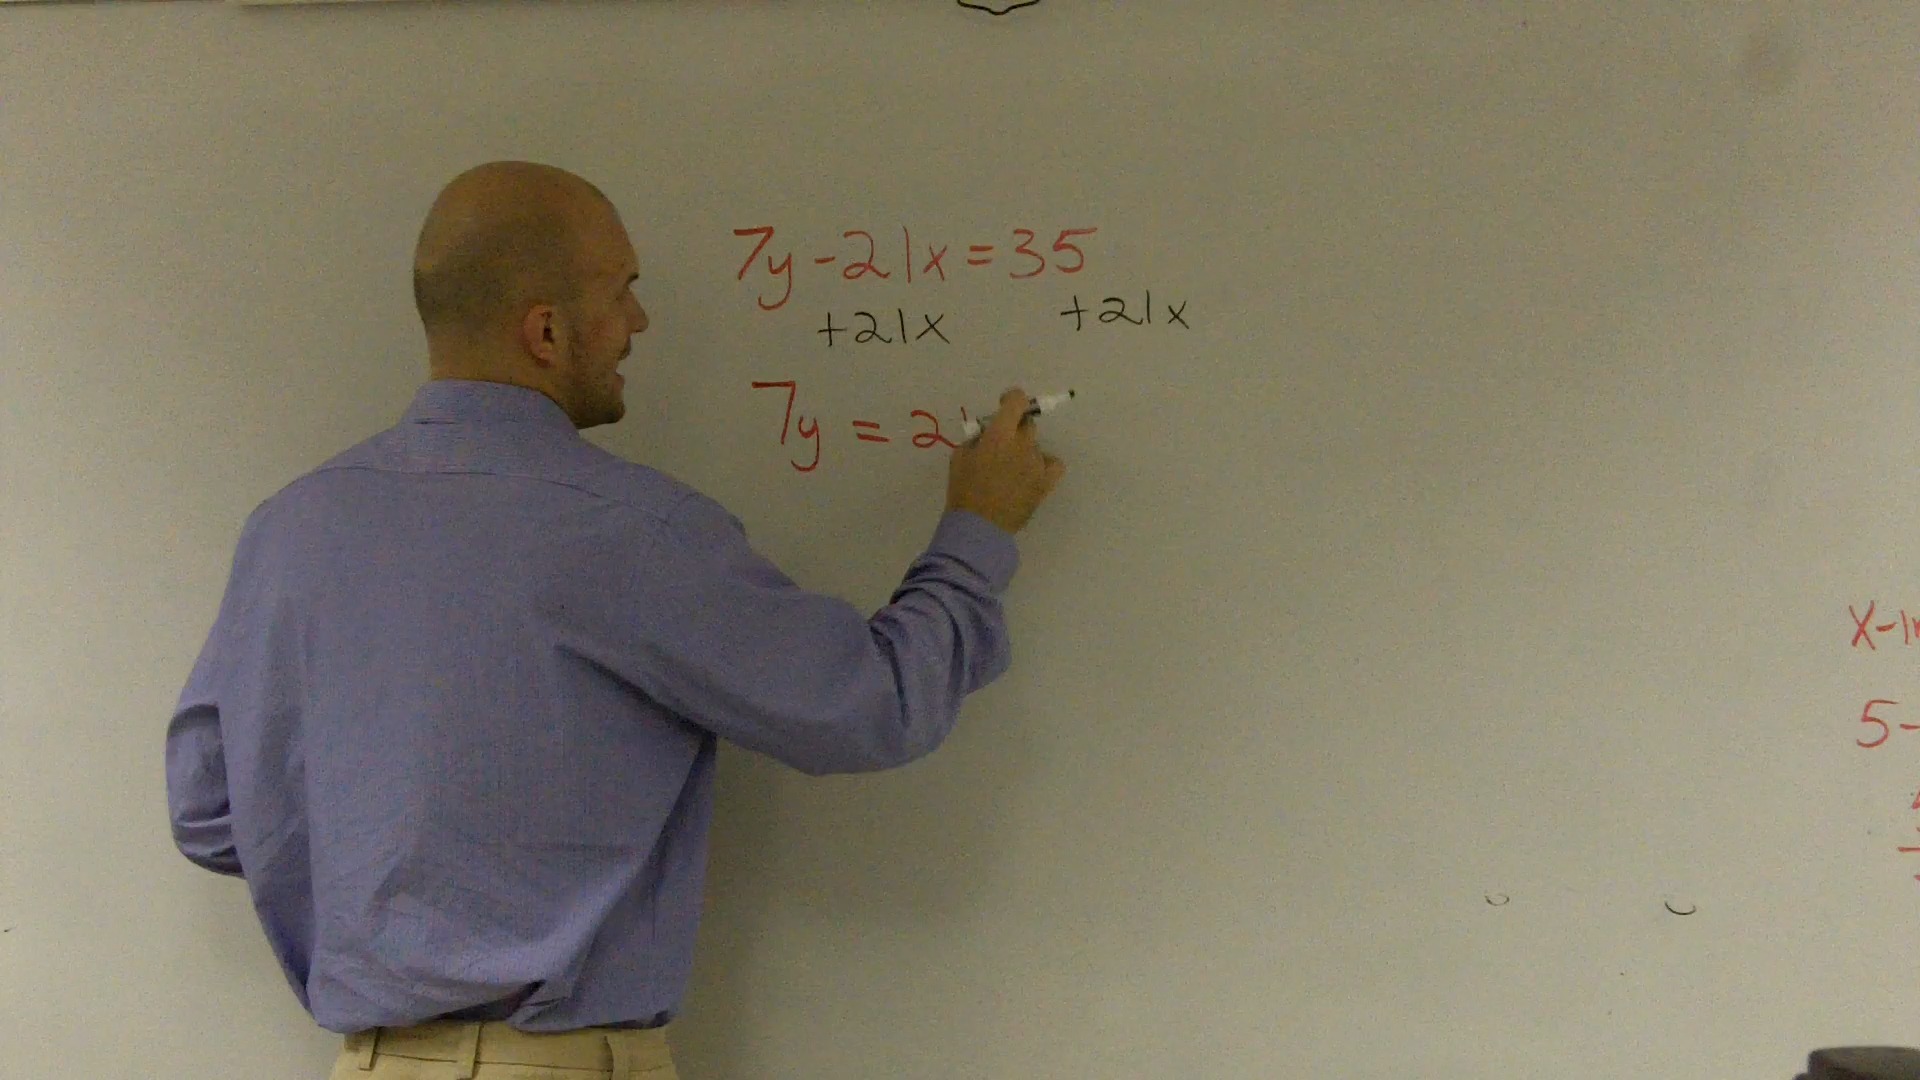 7y-21x=35
+21x +21x
7y = 2
x-
5-